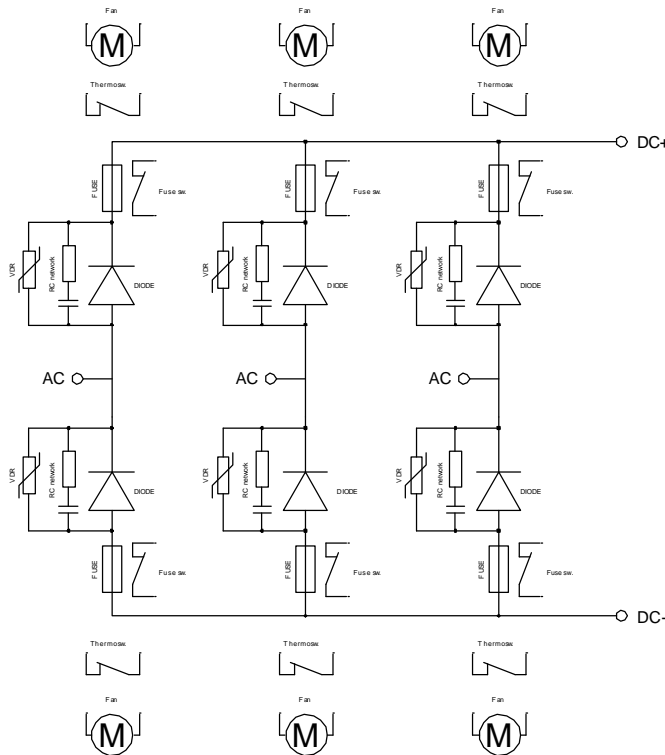 Fan Fan Fan
M M M
Thermosw. Thermosw. Thermosw.
DC+
FUSE Fuse sw. FUSE Fuse sw. FUSE Fuse sw.
VDR RC network DIODE VDR RC network DIODE VDR RC network DIODE
AC AC AC
VDR RC network DIODE VDR RC network DIODE VDR RC network DIODE
FUSE Fuse sw. FUSE Fuse sw. FUSE Fuse sw.
DC-
Thermosw. Thermosw. Thermosw.
Fan Fan Fan
M M M